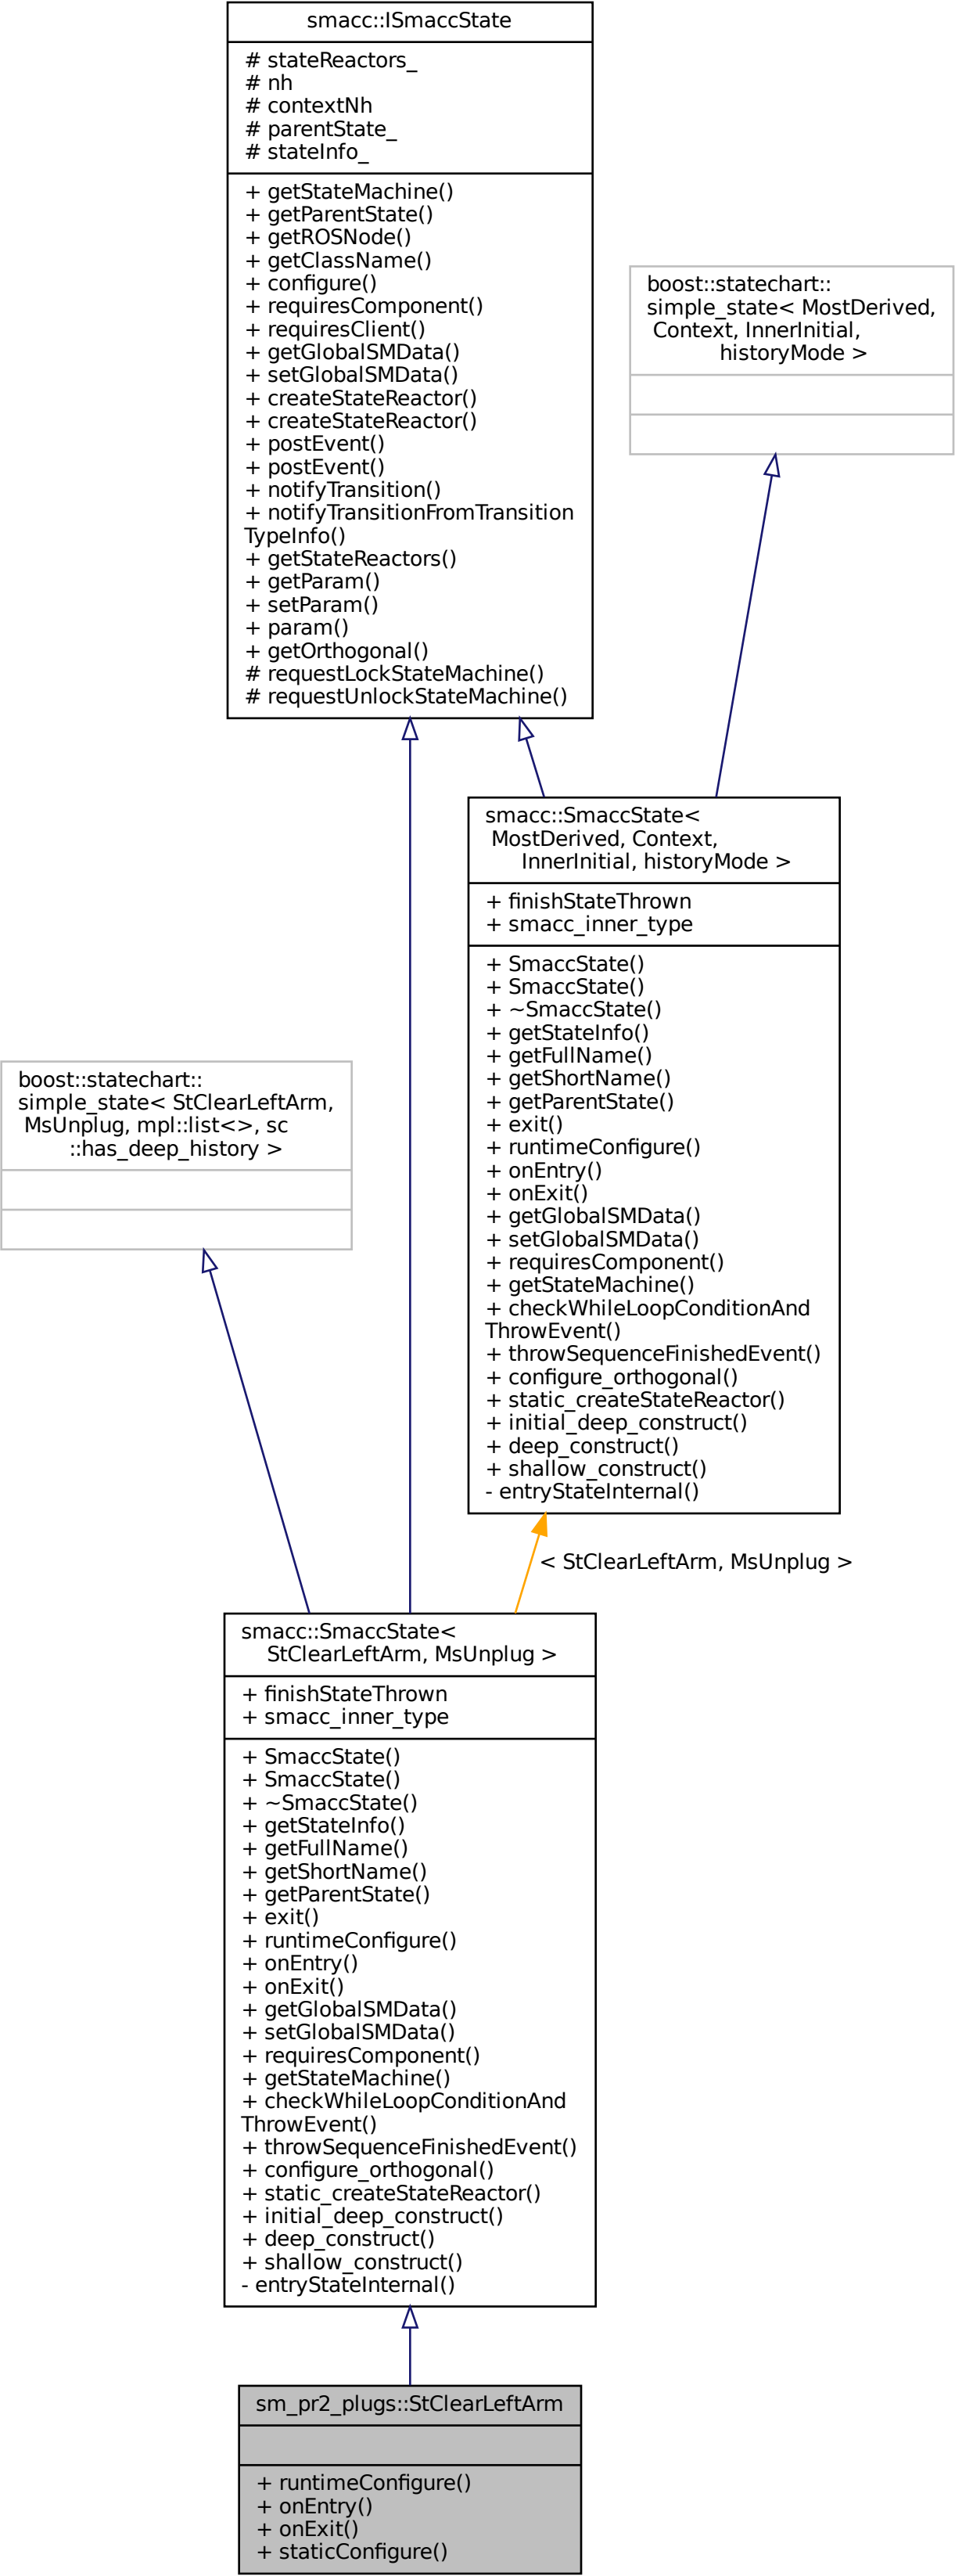 smacc::ISmaccState
# stateReactors_
# nh
# contextNh
# parentState_
# stateInfo_
+ getStateMachine()
+ getParentState()
+ getROSNode()
+ getClassName()
+ configure()
+ requiresComponent()
+ requiresClient()
+ getGlobalSMData()
+ setGlobalSMData()
+ createStateReactor()
+ createStateReactor()
+ postEvent()
+ postEvent()
+ notifyTransition()
+ notifyTransitionFromTransition
TypeInfo()
+ getStateReactors()
+ getParam()
+ setParam()
+ param()
+ getOrthogonal()
# requestLockStateMachine()
# requestUnlockStateMachine()
boost::statechart::
simple_state< MostDerived,
Context, InnerInitial,
historyMode >
smacc::SmaccState<
MostDerived, Context,
InnerInitial, historyMode >
+ finishStateThrown
+ smacc_inner_type
+ SmaccState()
+ SmaccState()
+ ~SmaccState()
+ getStateInfo()
+ getFullName()
+ getShortName()
+ getParentState()
+ exit()
+ runtimeConfigure()
+ onEntry()
+ onExit()
+ getGlobalSMData()
+ setGlobalSMData()
+ requiresComponent()
+ getStateMachine()
+ checkWhileLoopConditionAnd
ThrowEvent()
+ throwSequenceFinishedEvent()
+ configure_orthogonal()
+ static_createStateReactor()
+ initial_deep_construct()
+ deep_construct()
+ shallow_construct()
- entryStateInternal()
boost::statechart::
simple_state< StClearLeftArm,
MsUnplug, mpl::list<>, sc
::has_deep_history >
< StClearLeftArm, MsUnplug >
smacc::SmaccState<
StClearLeftArm, MsUnplug >
+ finishStateThrown
+ smacc_inner_type
+ SmaccState()
+ SmaccState()
+ ~SmaccState()
+ getStateInfo()
+ getFullName()
+ getShortName()
+ getParentState()
+ exit()
+ runtimeConfigure()
+ onEntry()
+ onExit()
+ getGlobalSMData()
+ setGlobalSMData()
+ requiresComponent()
+ getStateMachine()
+ checkWhileLoopConditionAnd
ThrowEvent()
+ throwSequenceFinishedEvent()
+ configure_orthogonal()
+ static_createStateReactor()
+ initial_deep_construct()
+ deep_construct()
+ shallow_construct()
- entryStateInternal()
sm_pr2_plugs::StClearLeftArm
+ runtimeConfigure()
+ onEntry()
+ onExit()
+ staticConfigure()